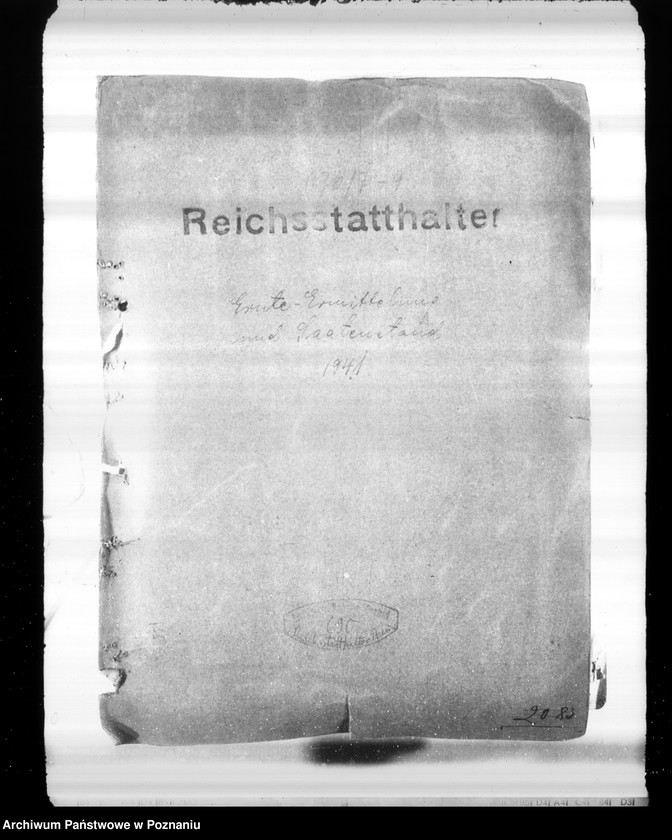 Reichsstatthalter
Ernte-Ermittelung
und Saatenstand
1941
2083
Archiwum Państwowe w Poznaniu